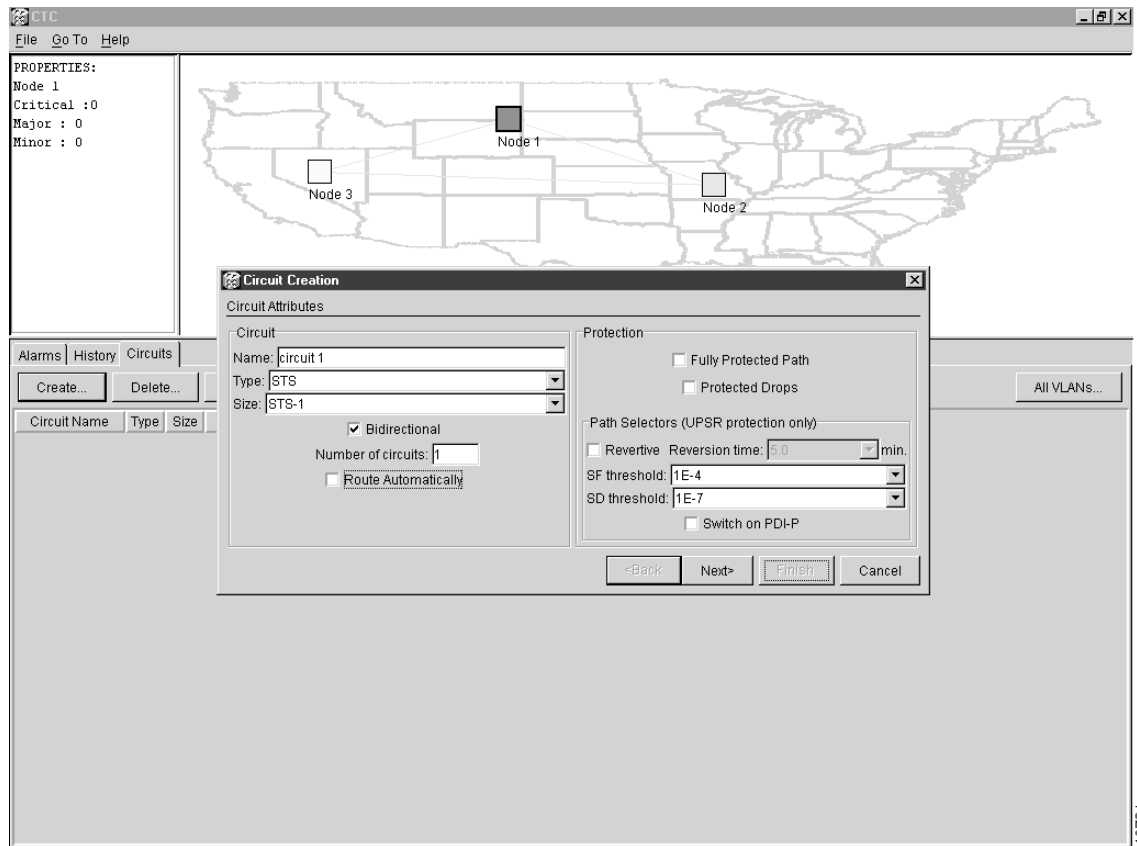 CTC
File Go To Help
PROPERTIES:
Node 1
Critical :0
Major : 0
Minor : 0
Node 1
Node 3
Node 2
Circuit Creation
Circuit Attributes
Circuit
Name: circuit 1
Type: STS
Size: STS-1
Bidirectional
Number of circuits: 1
Route Automatically
Protection
Fully Protected Path
Protected Drops
Path Selectors (UPSR protection only)
Revertive Reversion time: 5.0 min.
SF threshold: 1E-4
SD threshold: 1E-7
Switch on PDI-P
<Back Next> Finish Cancel
Alarms History Circuits
Create... Delete... All VLANs...
Circuit Name Type Size